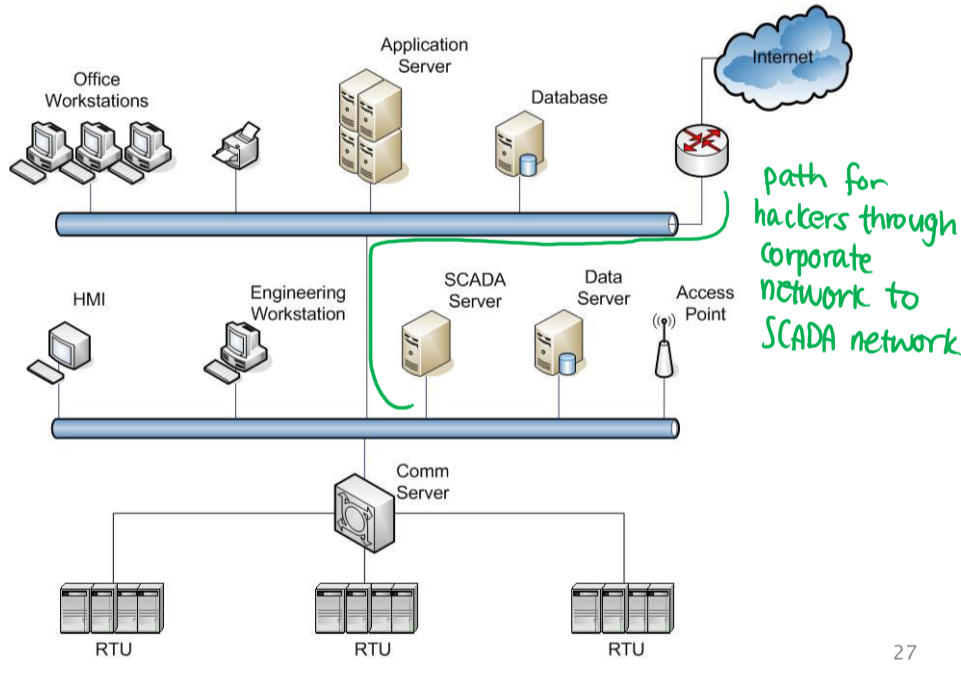 Application
Server
Internet
Office
Workstations
Database
path for
hackers through
corporate
network to
SCADA network
HMI
Engineering
Workstation
SCADA
Server
Data
Server
Access
Point
Comm
Server
RTU
RTU
RTU
27